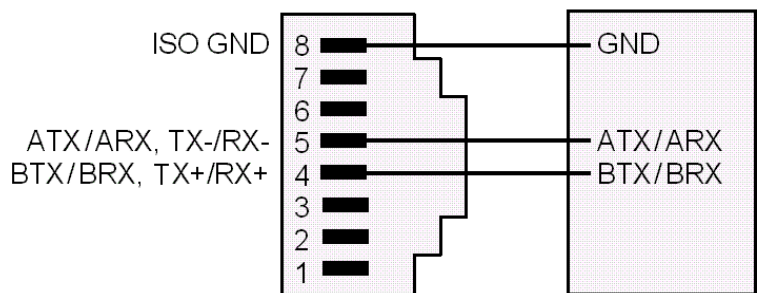 ISO GND 8 GND
7
6
ATX/ARX, TX-/RX- 5 ATX/ARX
BTX/BRX, TX+/RX+ 4 BTX/BRX
3
2
1